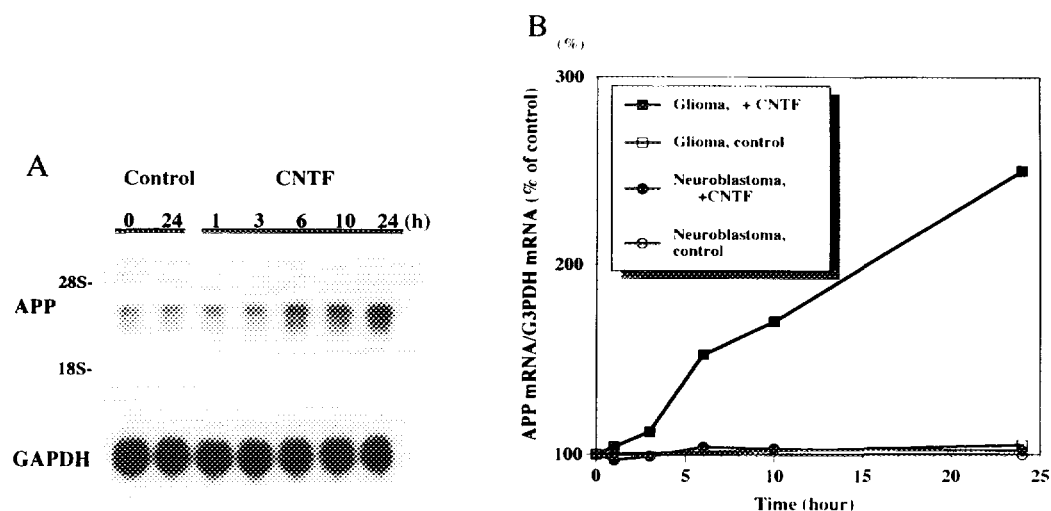 A
Control CNTF
0 24 1 3 6 10 24 (h)
28S-
APP
18S-
GAPDH
B
(%)
APP mRNA/G3PDH mRNA (% of control)
300
200
100
Glioma, + CNTF
Glioma, control
Neuroblastoma,
+CNTF
Neuroblastoma,
control
0 5 10 15 20 25
Time (hour)